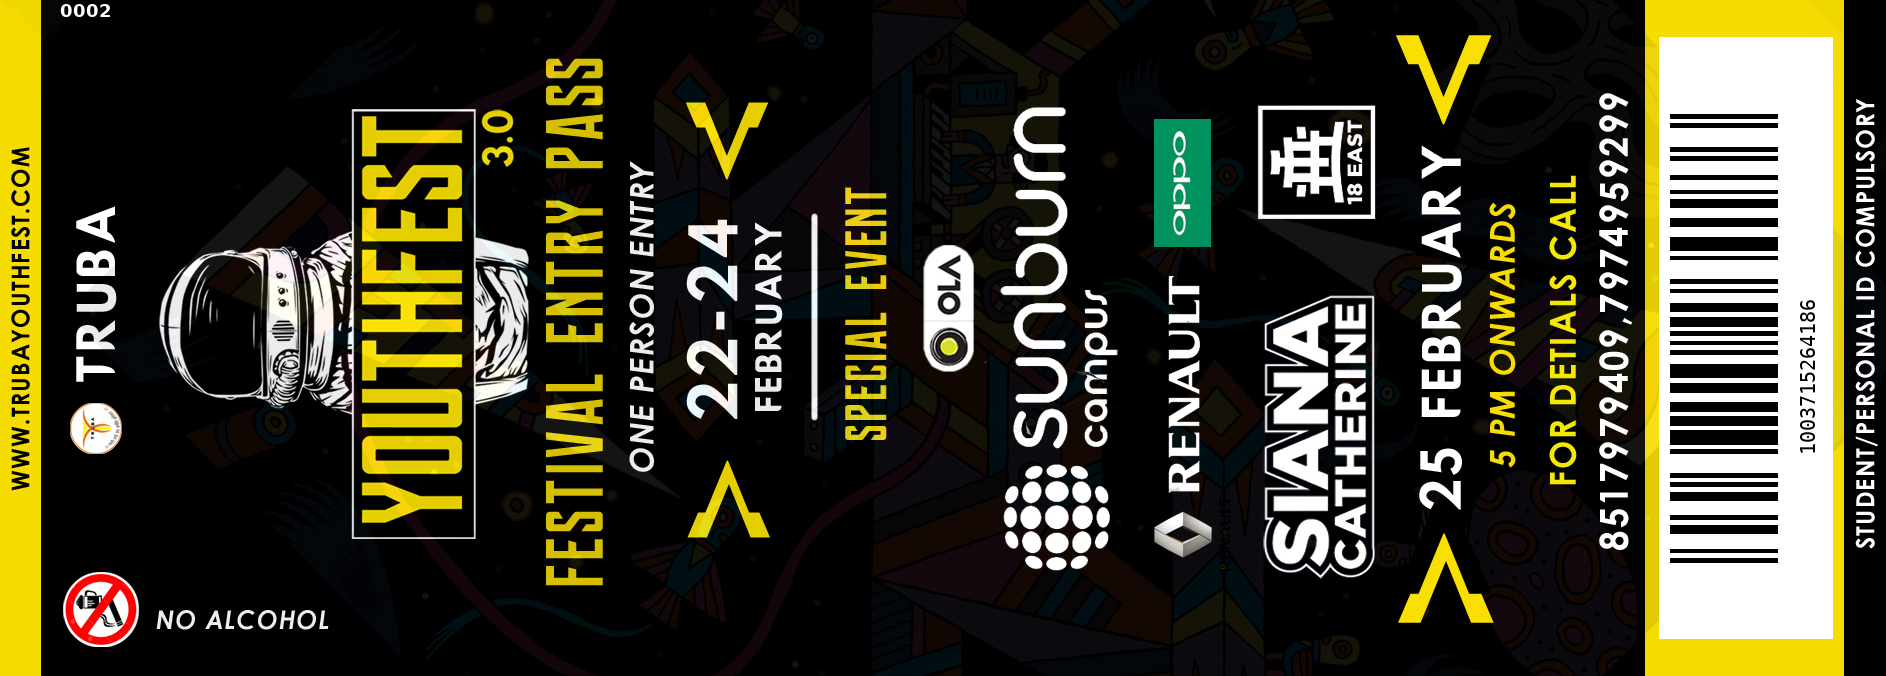 0002
WWW.TRUBAYOUTHFEST.COM
TRUBA
NO ALCOHOL
YOUTHFEST
3.0
FESTIVAL ENTRY PASS
ONE PERSON ENTRY
22-24
FEBRUARY
SPECIAL EVENT
OLA
sunburn
campus
oppo
RENAULT
18 EAST
SIANA
CATHERINE
25 FEBRUARY
5 PM ONWARDS
FOR DETIALS CALL
8517979409,7974959299
1003715264186
STUDENT/PERSONAL ID COMPULSORY